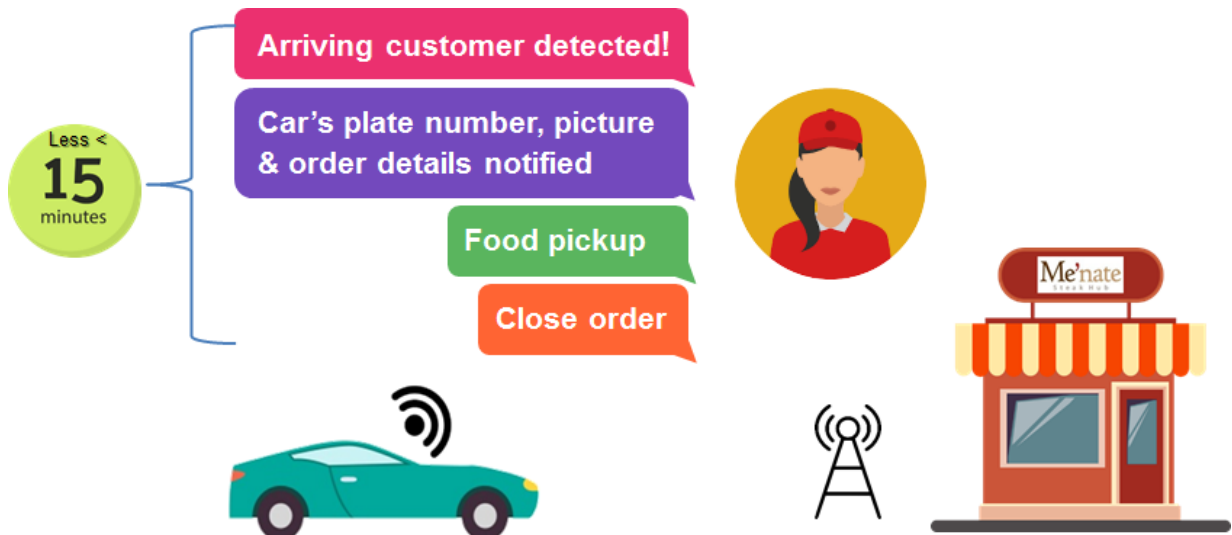 Arriving customer detected!
Less <
15
minutes
Car’s plate number, picture
& order details notified
Food pickup
Close order
Me'nate
Steak Hub